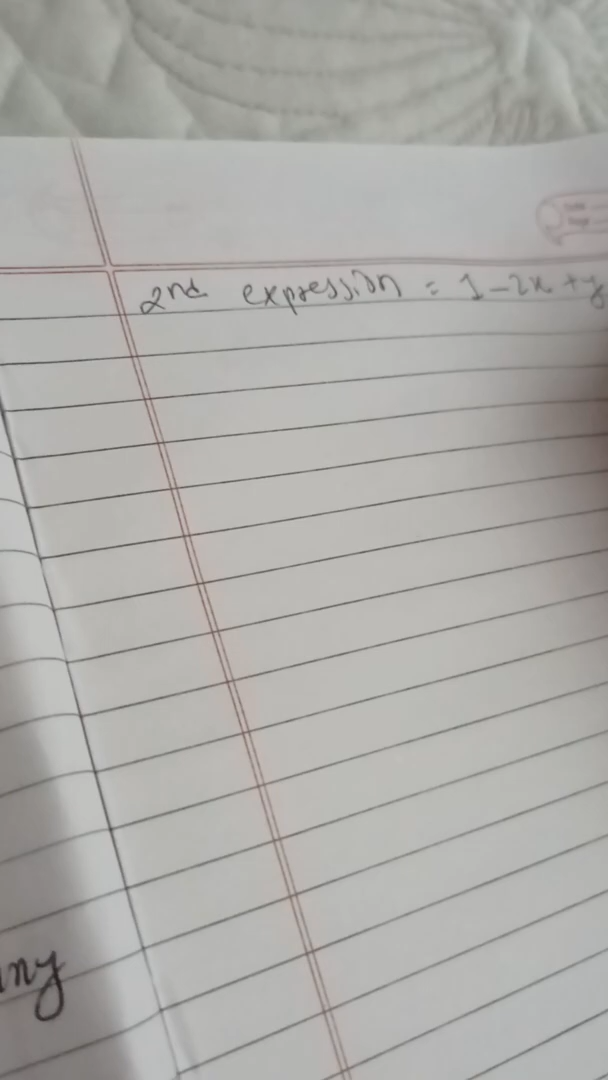 2nd expression = 1 - 2x + y
ny